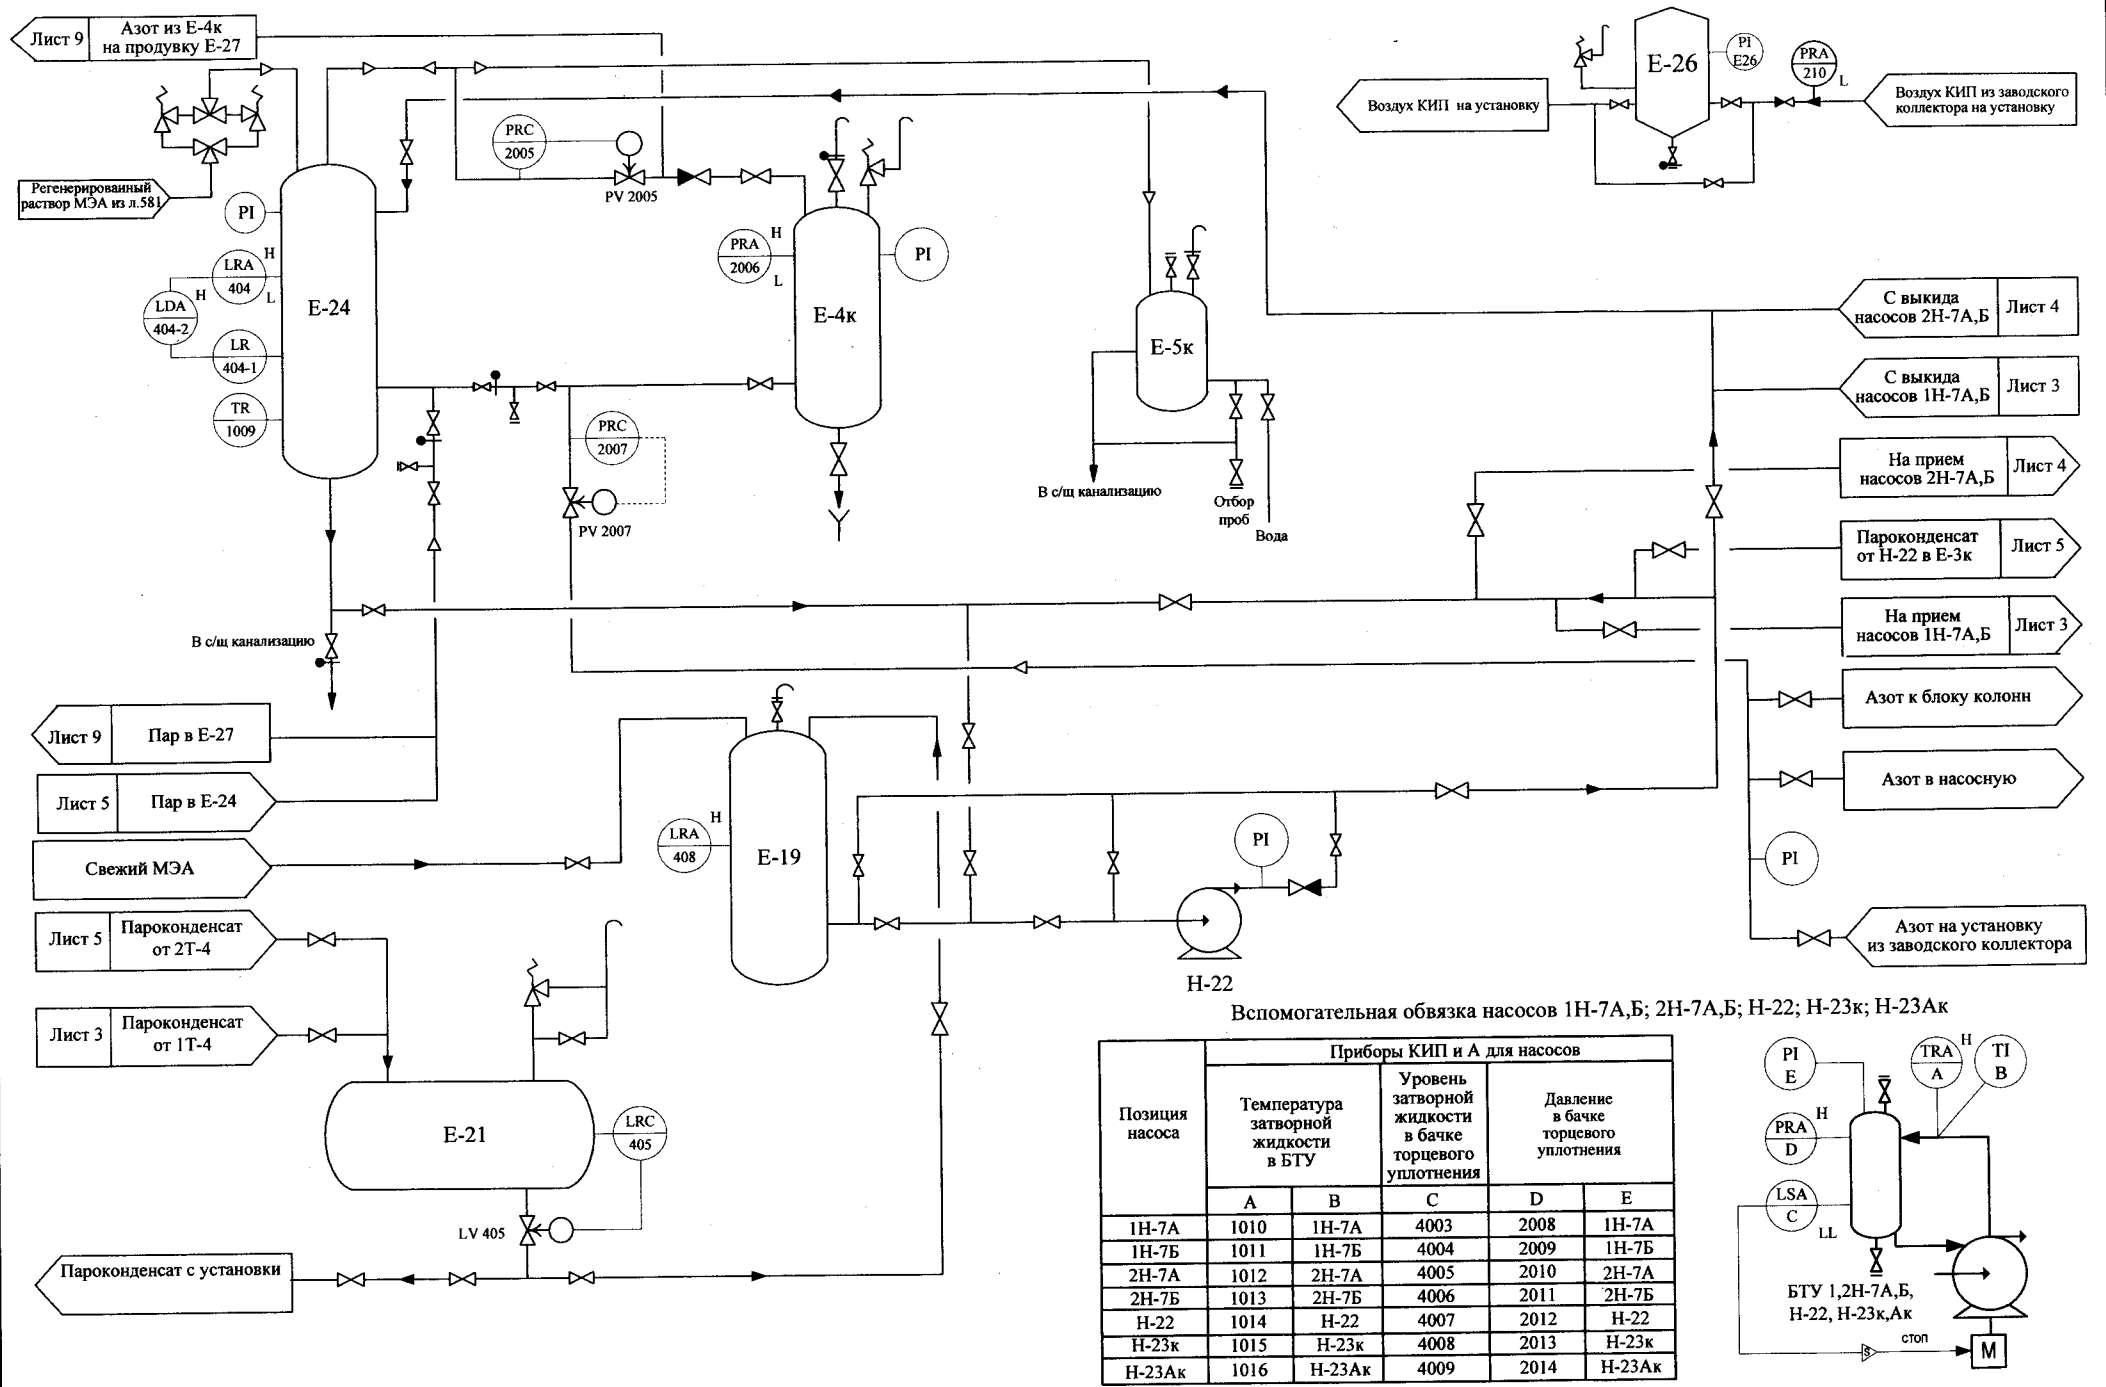 Лист 9
Азот из Е-4к
на продувку Е-27
Регенерированный
раствор МЭА из л.581
PI
LRA
404
H
L
LDA
404-2
H
LR
404-1
TR
1009
Е-24
PRC
2005
PV 2005
PRA
2006
H
L
PI
Е-4к
PRC
2007
PV 2007
Е-5к
В с/щ канализацию
Отбор
проб
Вода
Воздух КИП на установку
Е-26
PI
E26
PRA
210
L
Воздух КИП из заводского
коллектора на установку
С выкида
насосов 2Н-7А,Б
Лист 4
С выкида
насосов 1Н-7А,Б
Лист 3
На прием
насосов 2Н-7А,Б
Лист 4
Пароконденсат
от Н-22 в Е-3к
Лист 5
На прием
насосов 1Н-7А,Б
Лист 3
Азот к блоку колонн
Азот в насосную
PI
Азот на установку
из заводского коллектора
В с/щ канализацию
Лист 9
Пар в Е-27
Лист 5
Пар в Е-24
Свежий МЭА
Лист 5
Пароконденсат
от 2Т-4
Лист 3
Пароконденсат
от 1Т-4
LRA
408
H
Е-19
PI
Н-22
Е-21
LRC
405
LV 405
Пароконденсат с установки
Вспомогательная обвязка насосов 1Н-7А,Б; 2Н-7А,Б; Н-22; Н-23к; Н-23Ак
Позиция
насоса
Приборы КИП и А для насосов
Температура
затворной
жидкости
в БТУ
Уровень
затворной
жидкости
в бачке
торцевого
уплотнения
Давление
в бачке
торцевого
уплотнения
A B C D E
1Н-7А 1010 1Н-7А 4003 2008 1Н-7А
1Н-7Б 1011 1Н-7Б 4004 2009 1Н-7Б
2Н-7А 1012 2Н-7А 4005 2010 2Н-7А
2Н-7Б 1013 2Н-7Б 4006 2011 2Н-7Б
Н-22 1014 Н-22 4007 2012 Н-22
Н-23к 1015 Н-23к 4008 2013 Н-23к
Н-23Ак 1016 Н-23Ак 4009 2014 Н-23Ак
PI
E
TRA
A
H
TI
B
PRA
D
H
LSA
C
LL
БТУ 1,2Н-7А,Б,
Н-22, Н-23к,Ак
S
стоп
М